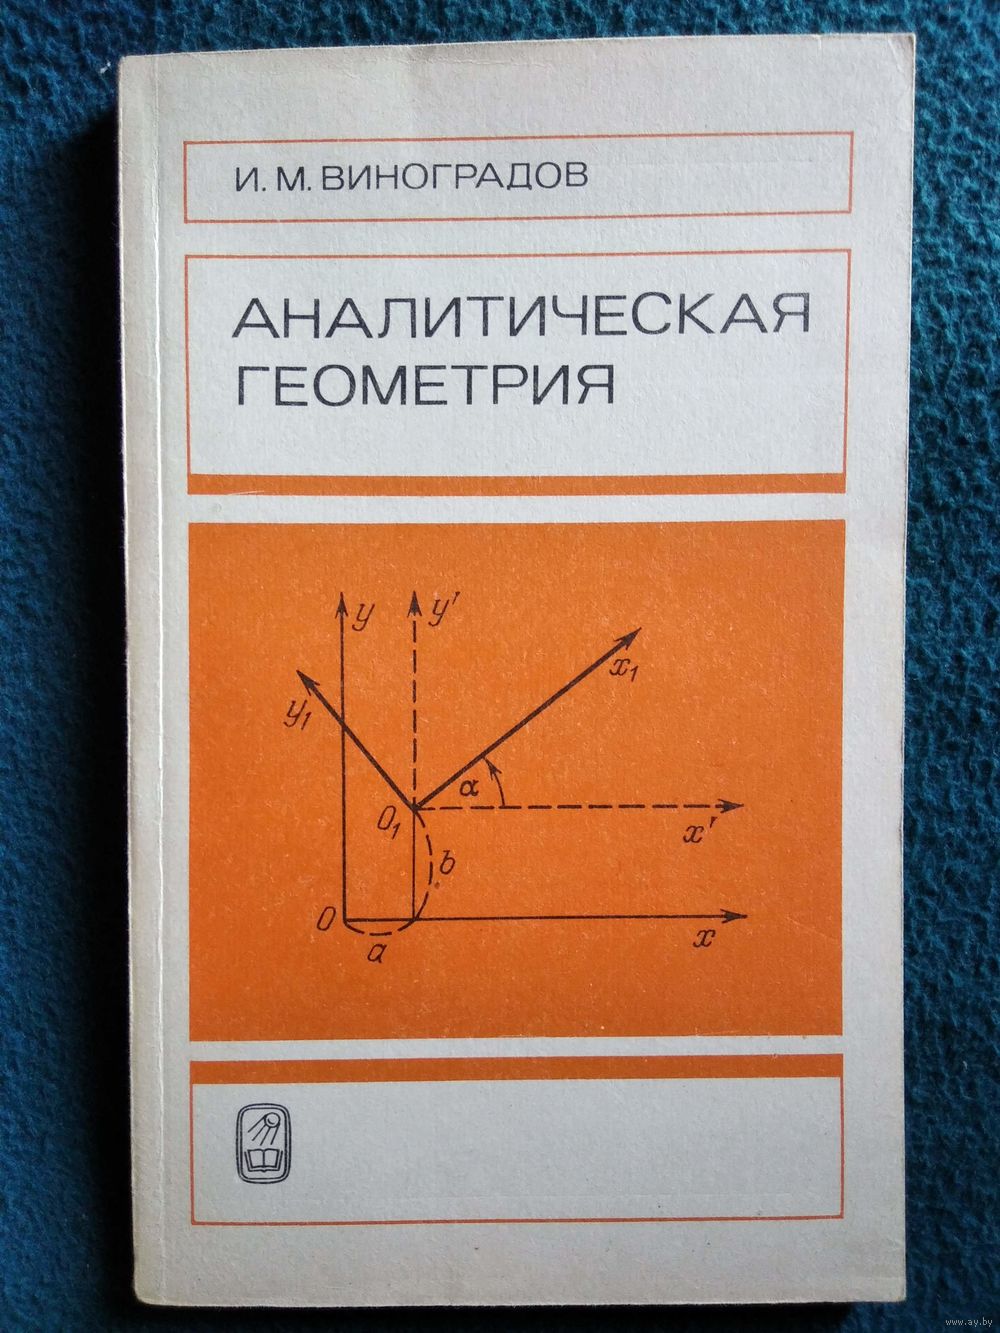 И. М. ВИНОГРАДОВ
АНАЛИТИЧЕСКАЯ
ГЕОМЕТРИЯ
y y'
x₁
y₁
α
O₁
x'
b
O
x
a
www.ay.by